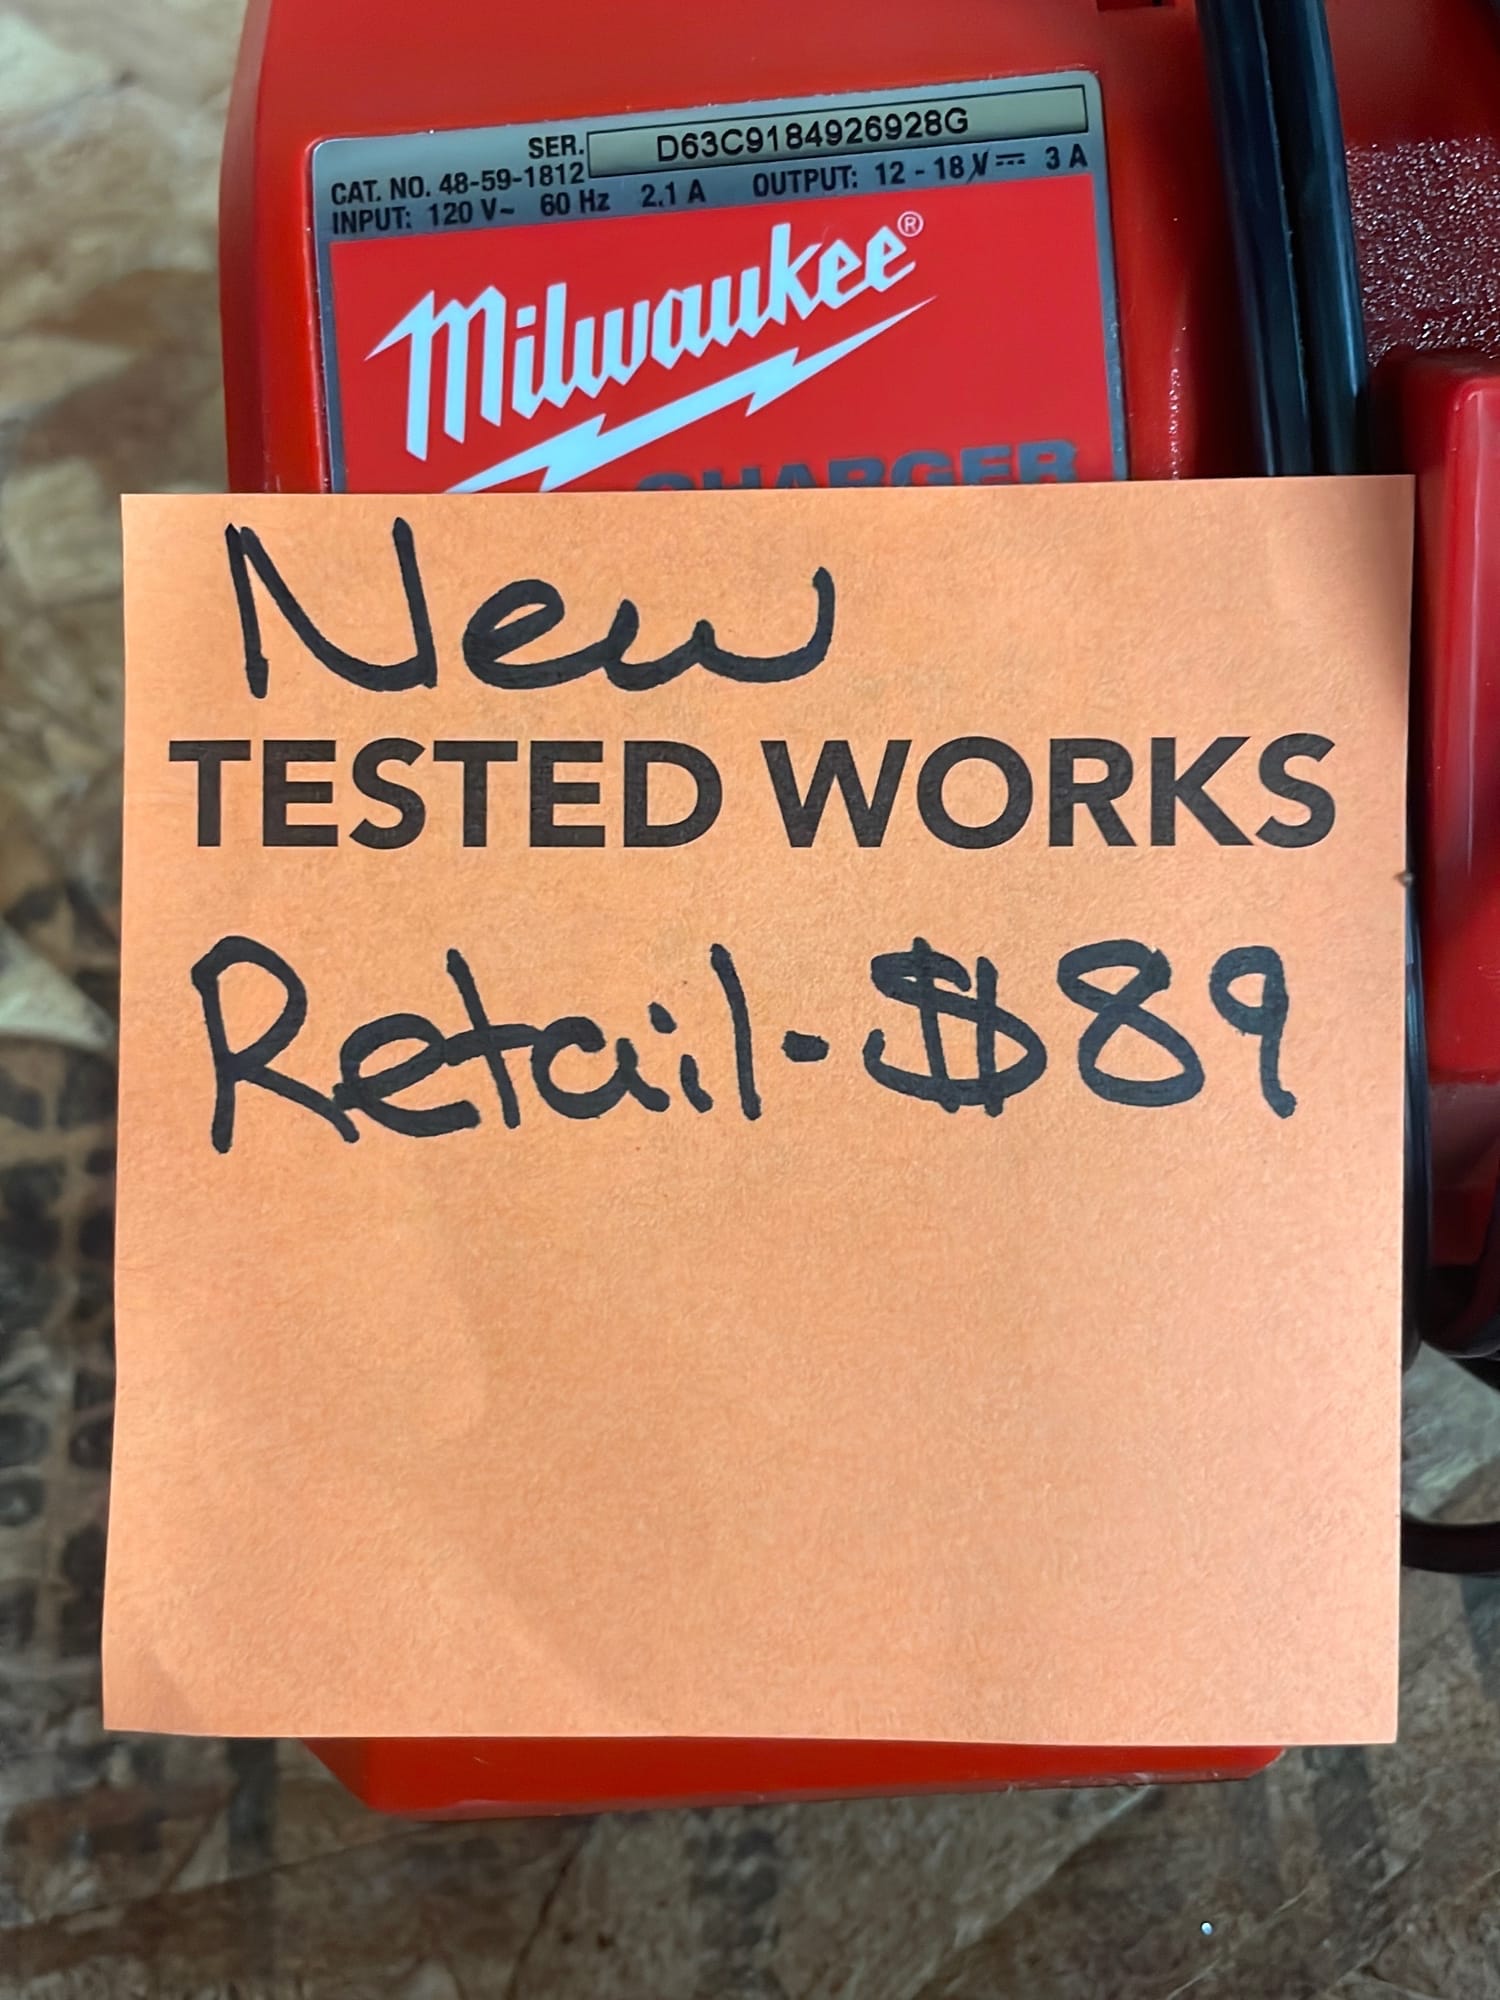 SER. D63C9184926928G
CAT. NO. 48-59-1812
INPUT: 120 V~ 60 Hz 2.1 A OUTPUT: 12 - 18 V⎓ 3 A
Milwaukee®
CHARGER
New
TESTED WORKS
Retail-$89